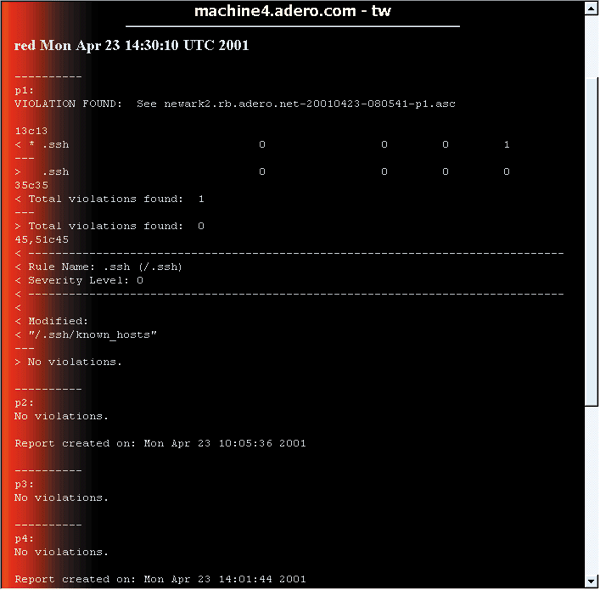 machine4.adero.com - tw
red Mon Apr 23 14:30:10 UTC 2001
----------
p1:
VIOLATION FOUND:  See newark2.rb.adero.net-20010423-080541-p1.asc
13c13
< * .ssh                             0                  0        0        1
---
>   .ssh                             0                  0        0        0
35c35
< Total violations found:  1
---
> Total violations found:  0
45,51c45
< -------------------------------------------------------------------------------
< Rule Name: .ssh (/.ssh)
< Severity Level: 0
< -------------------------------------------------------------------------------
<
< Modified:
< "/.ssh/known_hosts"
---
> No violations.
----------
p2:
No violations.
Report created on: Mon Apr 23 10:05:36 2001
----------
p3:
No violations.
----------
p4:
No violations.
Report created on: Mon Apr 23 14:01:44 2001